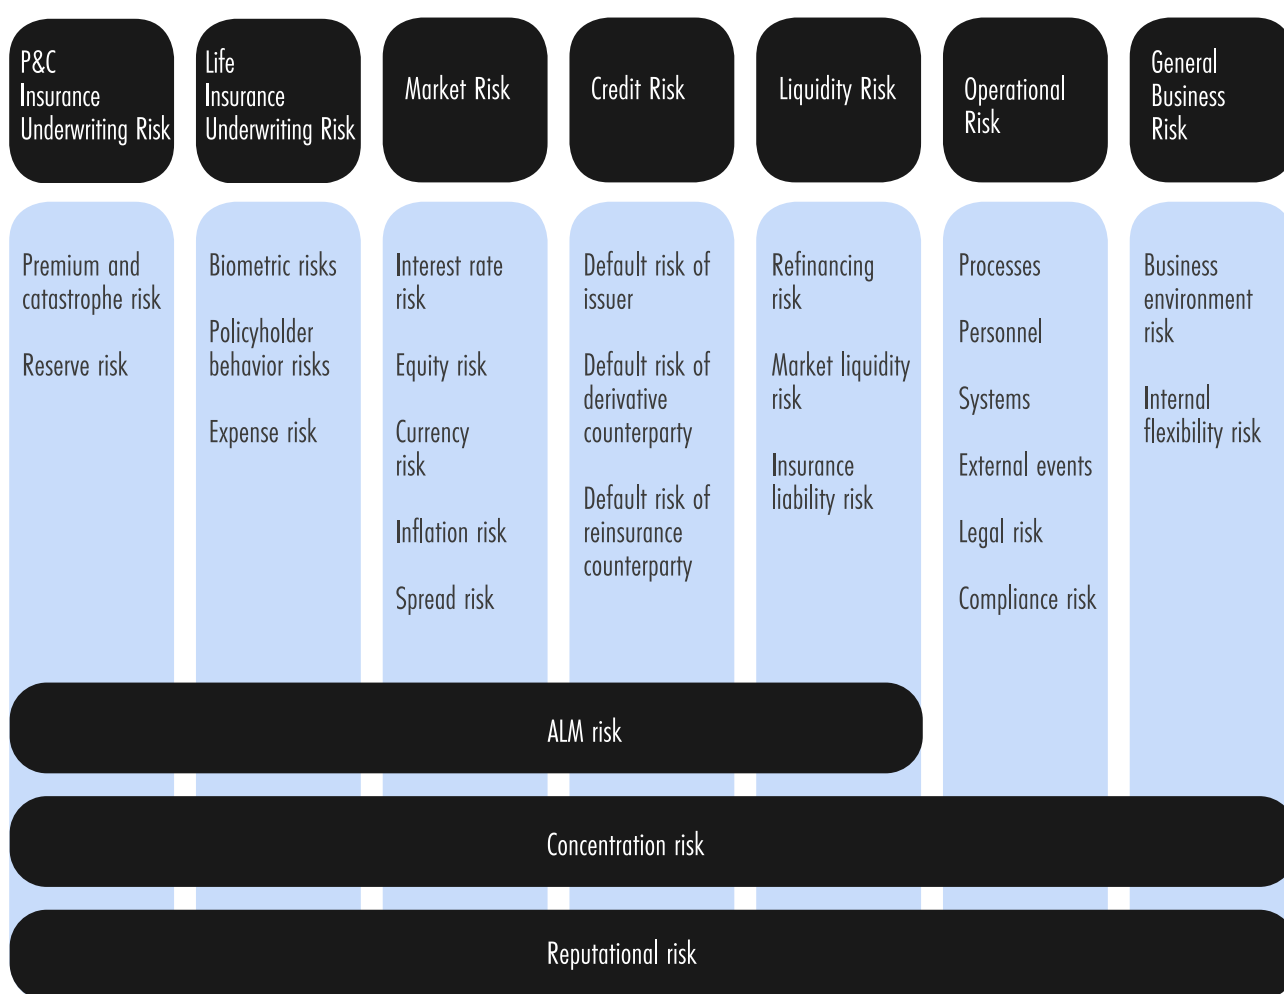 P&C
Insurance
Underwriting Risk
Life
Insurance
Underwriting Risk
Market Risk
Credit Risk
Liquidity Risk
Operational
Risk
General
Business
Risk
Premium and
catastrophe risk
Reserve risk
Biometric risks
Policyholder
behavior risks
Expense risk
Interest rate
risk
Equity risk
Currency
risk
Inflation risk
Spread risk
Default risk of
issuer
Default risk of
derivative
counterparty
Default risk of
reinsurance
counterparty
Refinancing
risk
Market liquidity
risk
Insurance
liability risk
Processes
Personnel
Systems
External events
Legal risk
Compliance risk
Business
environment
risk
Internal
flexibility risk
ALM risk
Concentration risk
Reputational risk